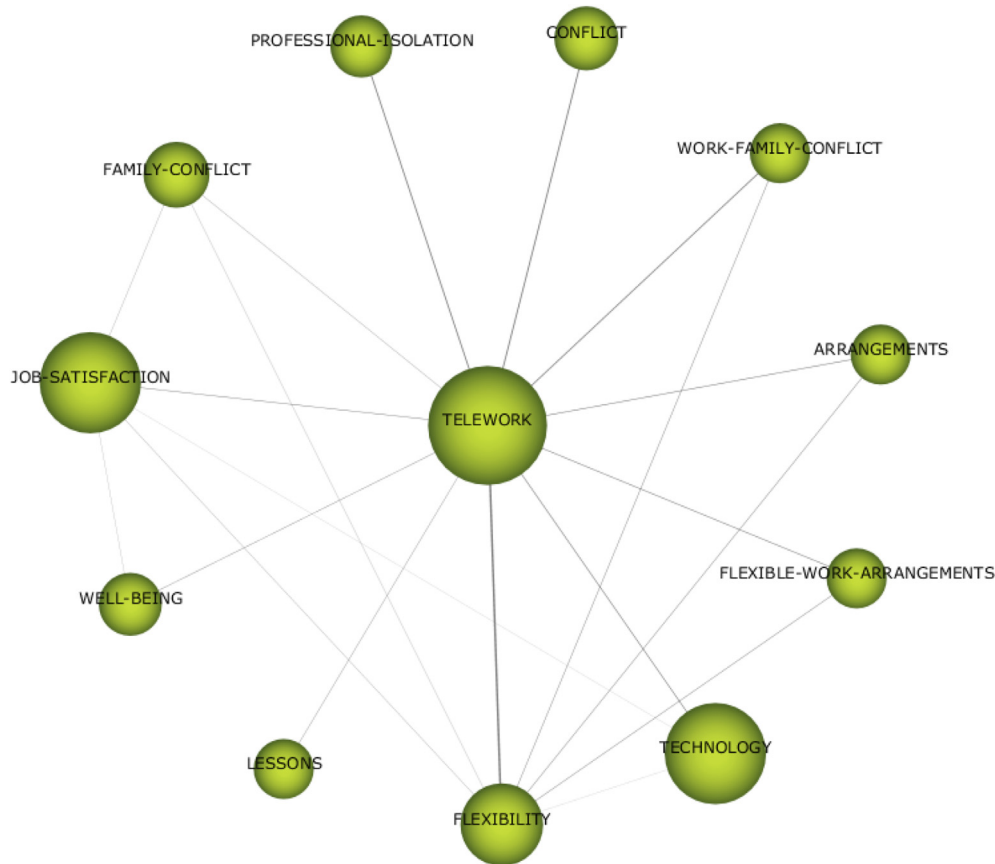 CONFLICT
PROFESSIONAL-ISOLATION
WORK-FAMILY-CONFLICT
FAMILY-CONFLICT
ARRANGEMENTS
JOB-SATISFACTION
TELEWORK
FLEXIBLE-WORK-ARRANGEMENTS
WELL-BEING
TECHNOLOGY
LESSONS
FLEXIBILITY